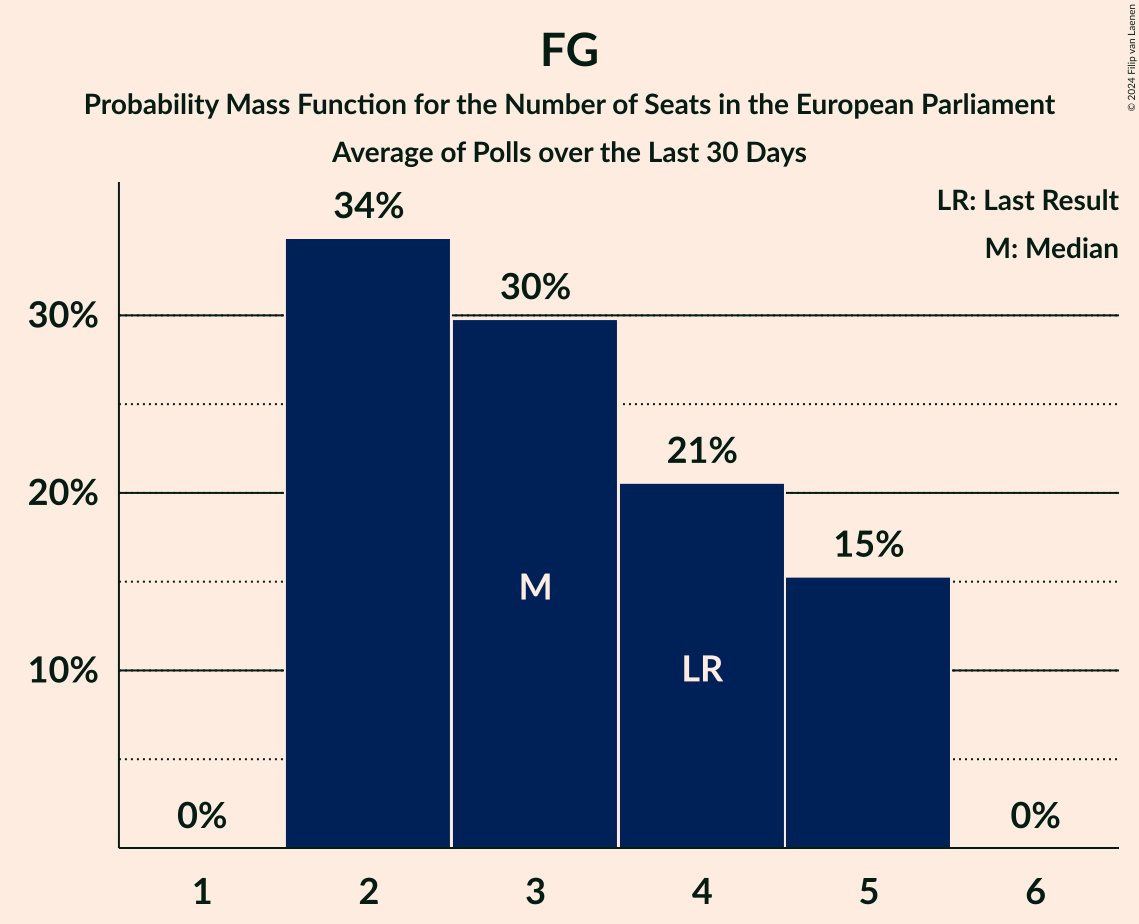 FG
Probability Mass Function for the Number of Seats in the European Parliament
Average of Polls over the Last 30 Days
© 2024 Filip van Laenen
LR: Last Result
M: Median
34%
30%
21%
15%
0%
0%
30%
20%
10%
M
LR
1 2 3 4 5 6